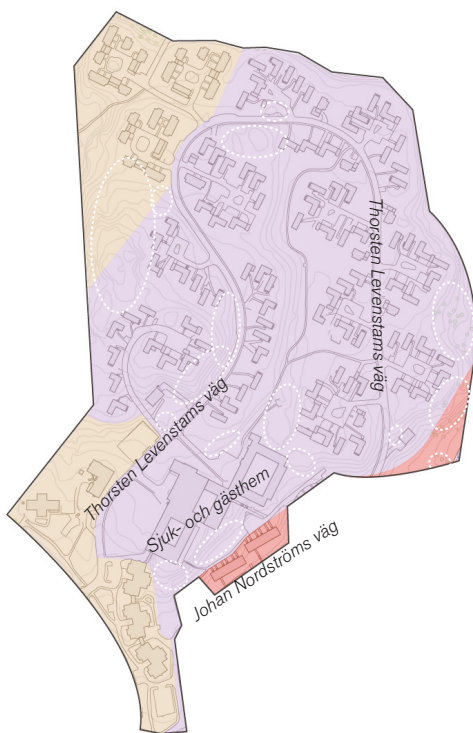 Thorsten Levenstams väg
Thorsten Levenstams väg
Sjuk- och gästhem
Johan Nordströms väg